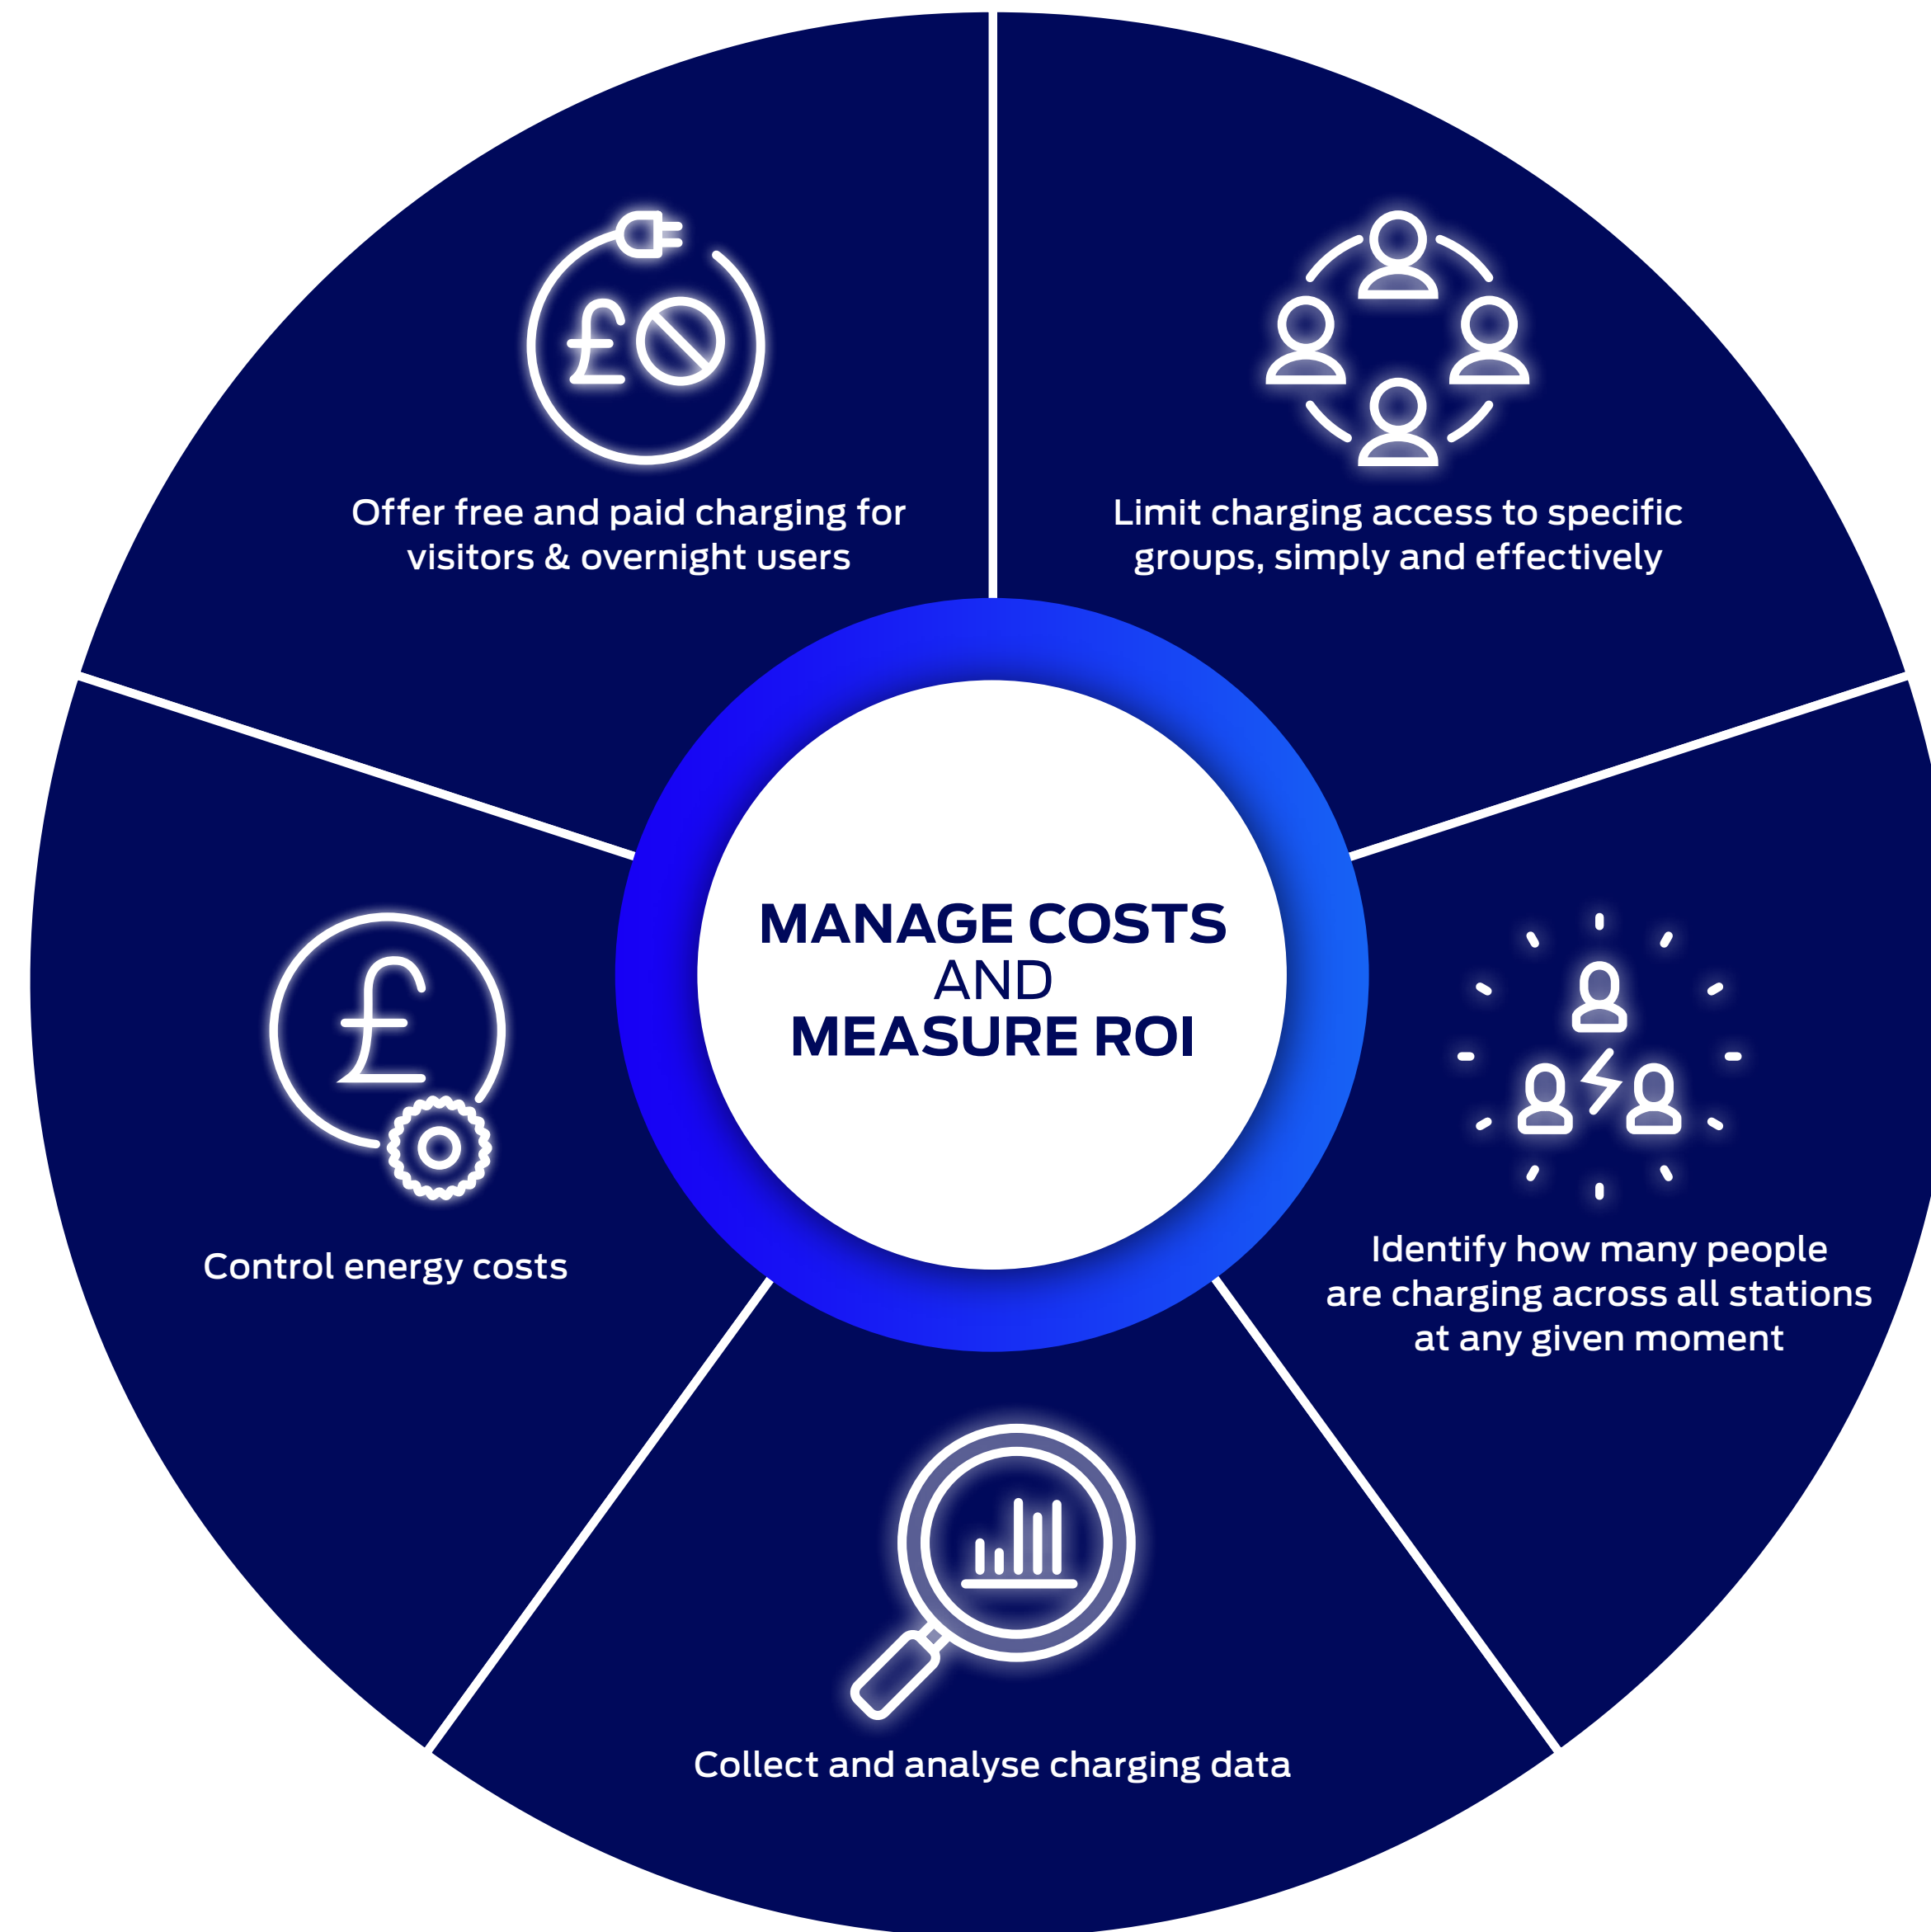 Offer free and paid charging for
visitors & overnight users
Limit charging access to specific
groups, simply and effectively
MANAGE COSTS
AND
MEASURE ROI
£
£
Control energy costs
Identify how many people
are charging across all stations
at any given moment
Collect and analyse charging data